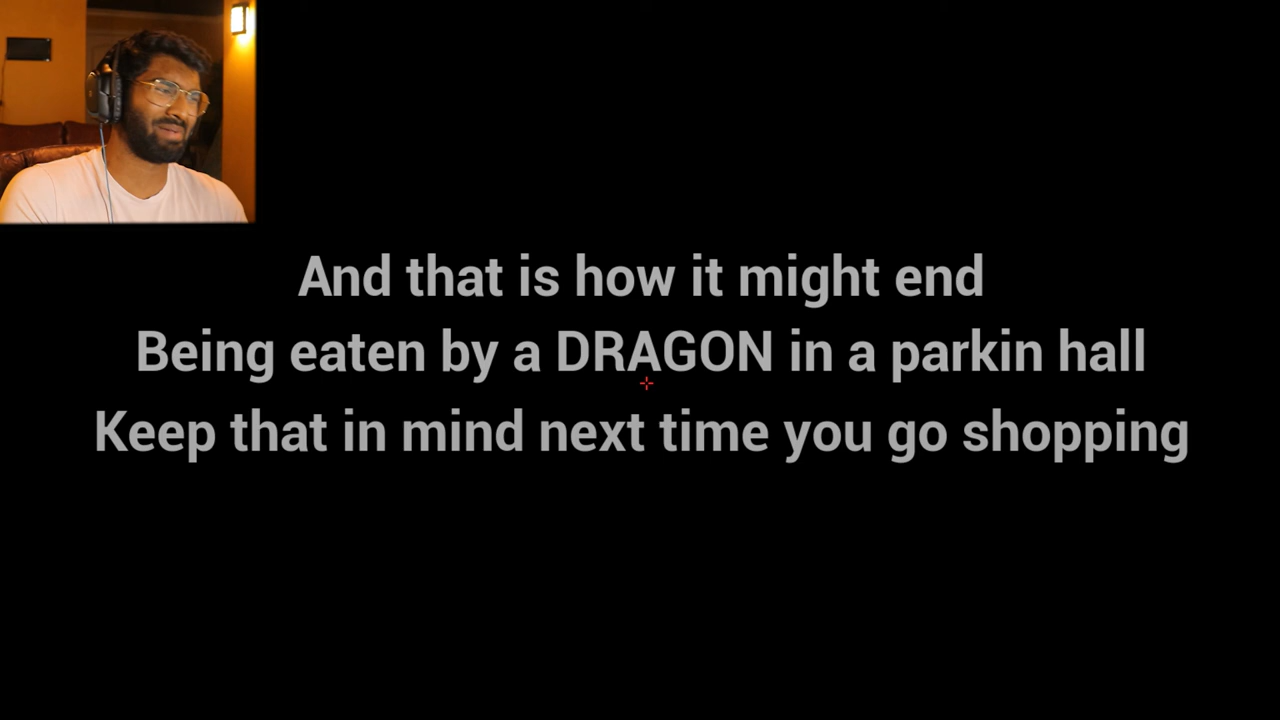 And that is how it might end
Being eaten by a DRAGON in a parkin hall
Keep that in mind next time you go shopping